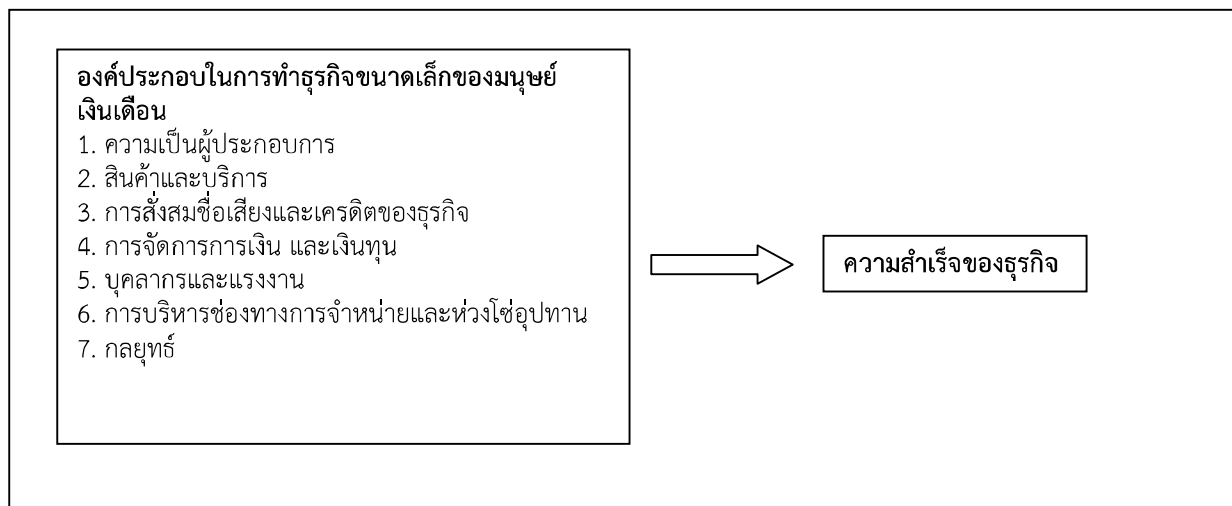 องค์ประกอบในการทำธุรกิจขนาดเล็กของมนุษย์
เงินเดือน
1. ความเป็นผู้ประกอบการ
2. สินค้าและบริการ
3. การสั่งสมชื่อเสียงและเครดิตของธุรกิจ
4. การจัดการการเงิน และเงินทุน
5. บุคลากรและแรงงาน
6. การบริหารช่องทางการจำหน่ายและห่วงโซ่อุปทาน
7. กลยุทธ์
ความสำเร็จของธุรกิจ